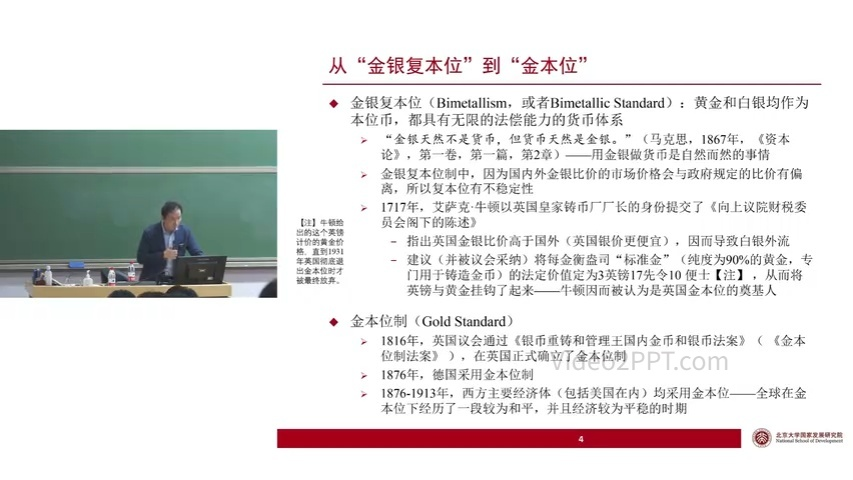 从“金银复本位”到“金本位”
◆ 金银复本位（Bimetallism，或者Bimetallic Standard）：黄金和白银均作为
本位币，都具有无限的法偿能力的货币体系
➢ “金银天然不是货币，但货币天然是金银。”（马克思，1867年，《资本
论》，第一卷，第一篇，第2章）——用金银做货币是自然而然的事情
➢ 金银复本位制中，因为国内外金银比价的市场价格会与政府规定的比价有偏
离，所以复本位有不稳定性
➢ 1717年，艾萨克·牛顿以英国皇家铸币厂厂长的身份提交了《向上议院财税委
员会阁下的陈述》
– 指出英国金银比价高于国外（英国银价更便宜），因而导致白银外流
– 建议（并被议会采纳）将每金衡盎司“标准金”（纯度为90%的黄金，专
门用于铸造金币）的法定价值定为3英镑17先令10 便士【注】，从而将
英镑与黄金挂钩了起来——牛顿因而被认为是英国金本位的奠基人
【注】牛顿给
出的这个英镑
计价的黄金价
格，直到1931
年英国彻底退
出金本位时才
被最终放弃。
◆ 金本位制（Gold Standard）
➢ 1816年，英国议会通过《银币重铸和管理王国内金币和银币法案》（《金本
位制法案》），在英国正式确立了金本位制
➢ 1876年，德国采用金本位制
➢ 1876-1913年，西方主要经济体（包括美国在内）均采用金本位——全球在金
本位下经历了一段较为和平，并且经济较为平稳的时期
Video2PPT.com
4
北京大学国家发展研究院
National School of Development